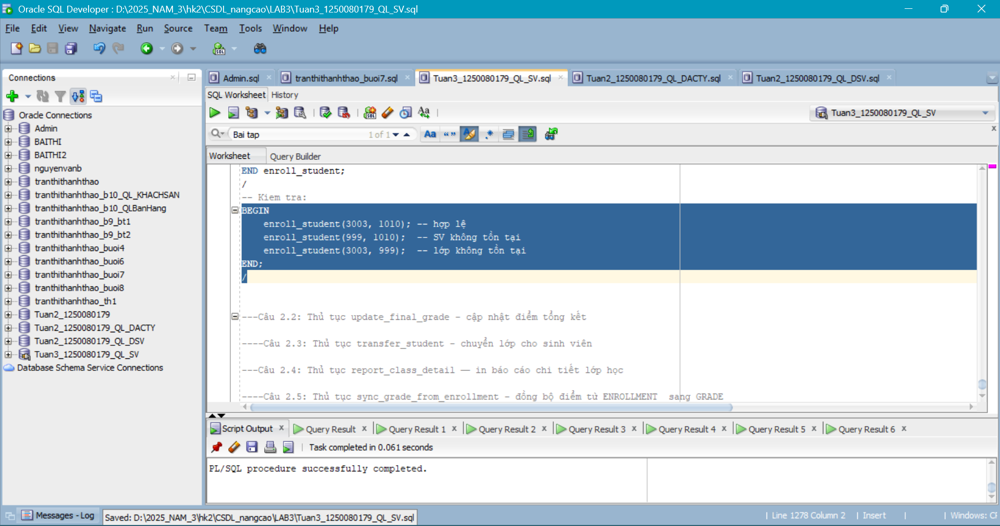 Oracle SQL Developer : D:\2025_NAM_3\hk2\CSDL_nangcao\LAB3\Tuan3_1250080179_QL_SV.sql
File Edit View Navigate Run Source Team Tools Window Help
Connections
Oracle Connections
Admin
BAITHI
BAITHI2
nguyenvanb
tranthithanhthao
tranthithanhthao_b10_QL_KHACHSAN
tranthithanhthao_b10_QLBanHang
tranthithanhthao_b9_bt1
tranthithanhthao_b9_bt2
tranthithanhthao_buoi4
tranthithanhthao_buoi6
tranthithanhthao_buoi7
tranthithanhthao_buoi8
tranthithanhthao_th1
Tuan2_1250080179
Tuan2_1250080179_QL_DACTY
Tuan2_1250080179_QL_DSV
Tuan3_1250080179_QL_SV
Database Schema Service Connections
Admin.sql tranthithanhthao_buoi7.sql Tuan3_1250080179_QL_SV.sql Tuan2_1250080179_QL_DACTY.sql Tuan2_1250080179_QL_DSV.sql
SQL Worksheet History
Tuan3_1250080179_QL_SV
Bai tap 1 of 1
Worksheet Query Builder
END enroll_student;
/
-- Kiem tra:
BEGIN
enroll_student(3003, 1010); -- hợp lệ
enroll_student(999, 1010); -- SV không tồn tại
enroll_student(3003, 999); -- lớp không tồn tại
END;
/
---Câu 2.2: Thủ tục update_final_grade - cập nhật điểm tổng kết
----Câu 2.3: Thủ tục transfer_student - chuyển lớp cho sinh viên
---Câu 2.4: Thủ tục report_class_detail — in báo cáo chi tiết lớp học
----Câu 2.5: Thủ tục sync_grade_from_enrollment - đồng bộ điểm từ ENROLLMENT sang GRADE
Script Output Query Result Query Result 1 Query Result 2 Query Result 3 Query Result 4 Query Result 5 Query Result 6
Task completed in 0.061 seconds
PL/SQL procedure successfully completed.
Messages - Log
Saved: D:\2025_NAM_3\hk2\CSDL_nangcao\LAB3\Tuan3_1250080179_QL_SV.sql
Line 1278 Column 2 Insert Windows: